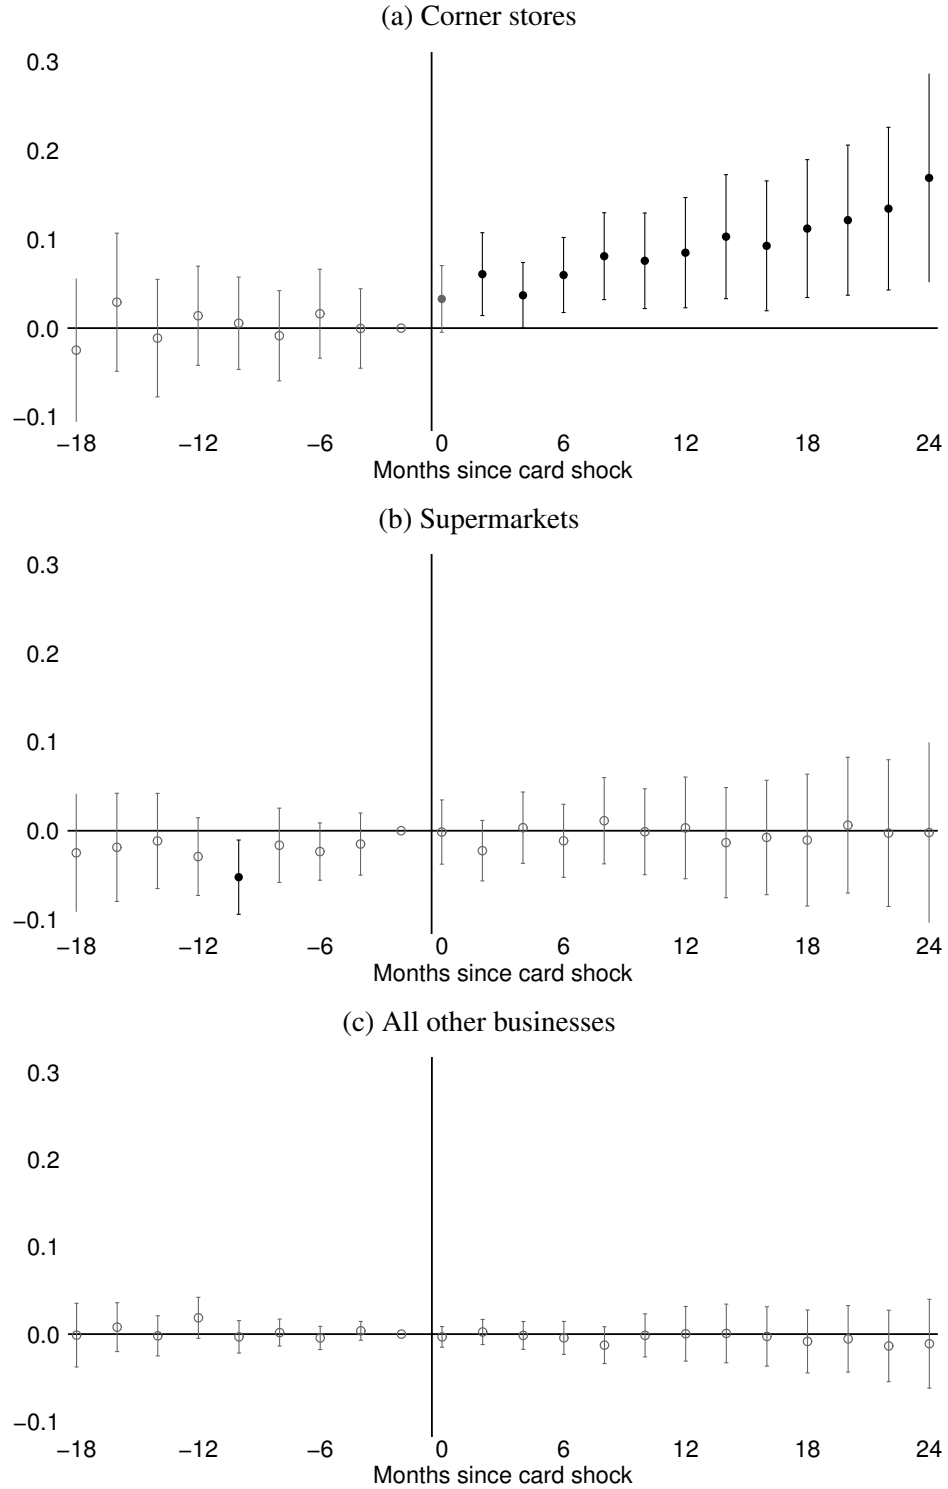 (a) Corner stores
0.3
0.2
0.1
0.0
−0.1
−18 −12 −6 0 6 12 18 24
Months since card shock
(b) Supermarkets
0.3
0.2
0.1
0.0
−0.1
−18 −12 −6 0 6 12 18 24
Months since card shock
(c) All other businesses
0.3
0.2
0.1
0.0
−0.1
−18 −12 −6 0 6 12 18 24
Months since card shock